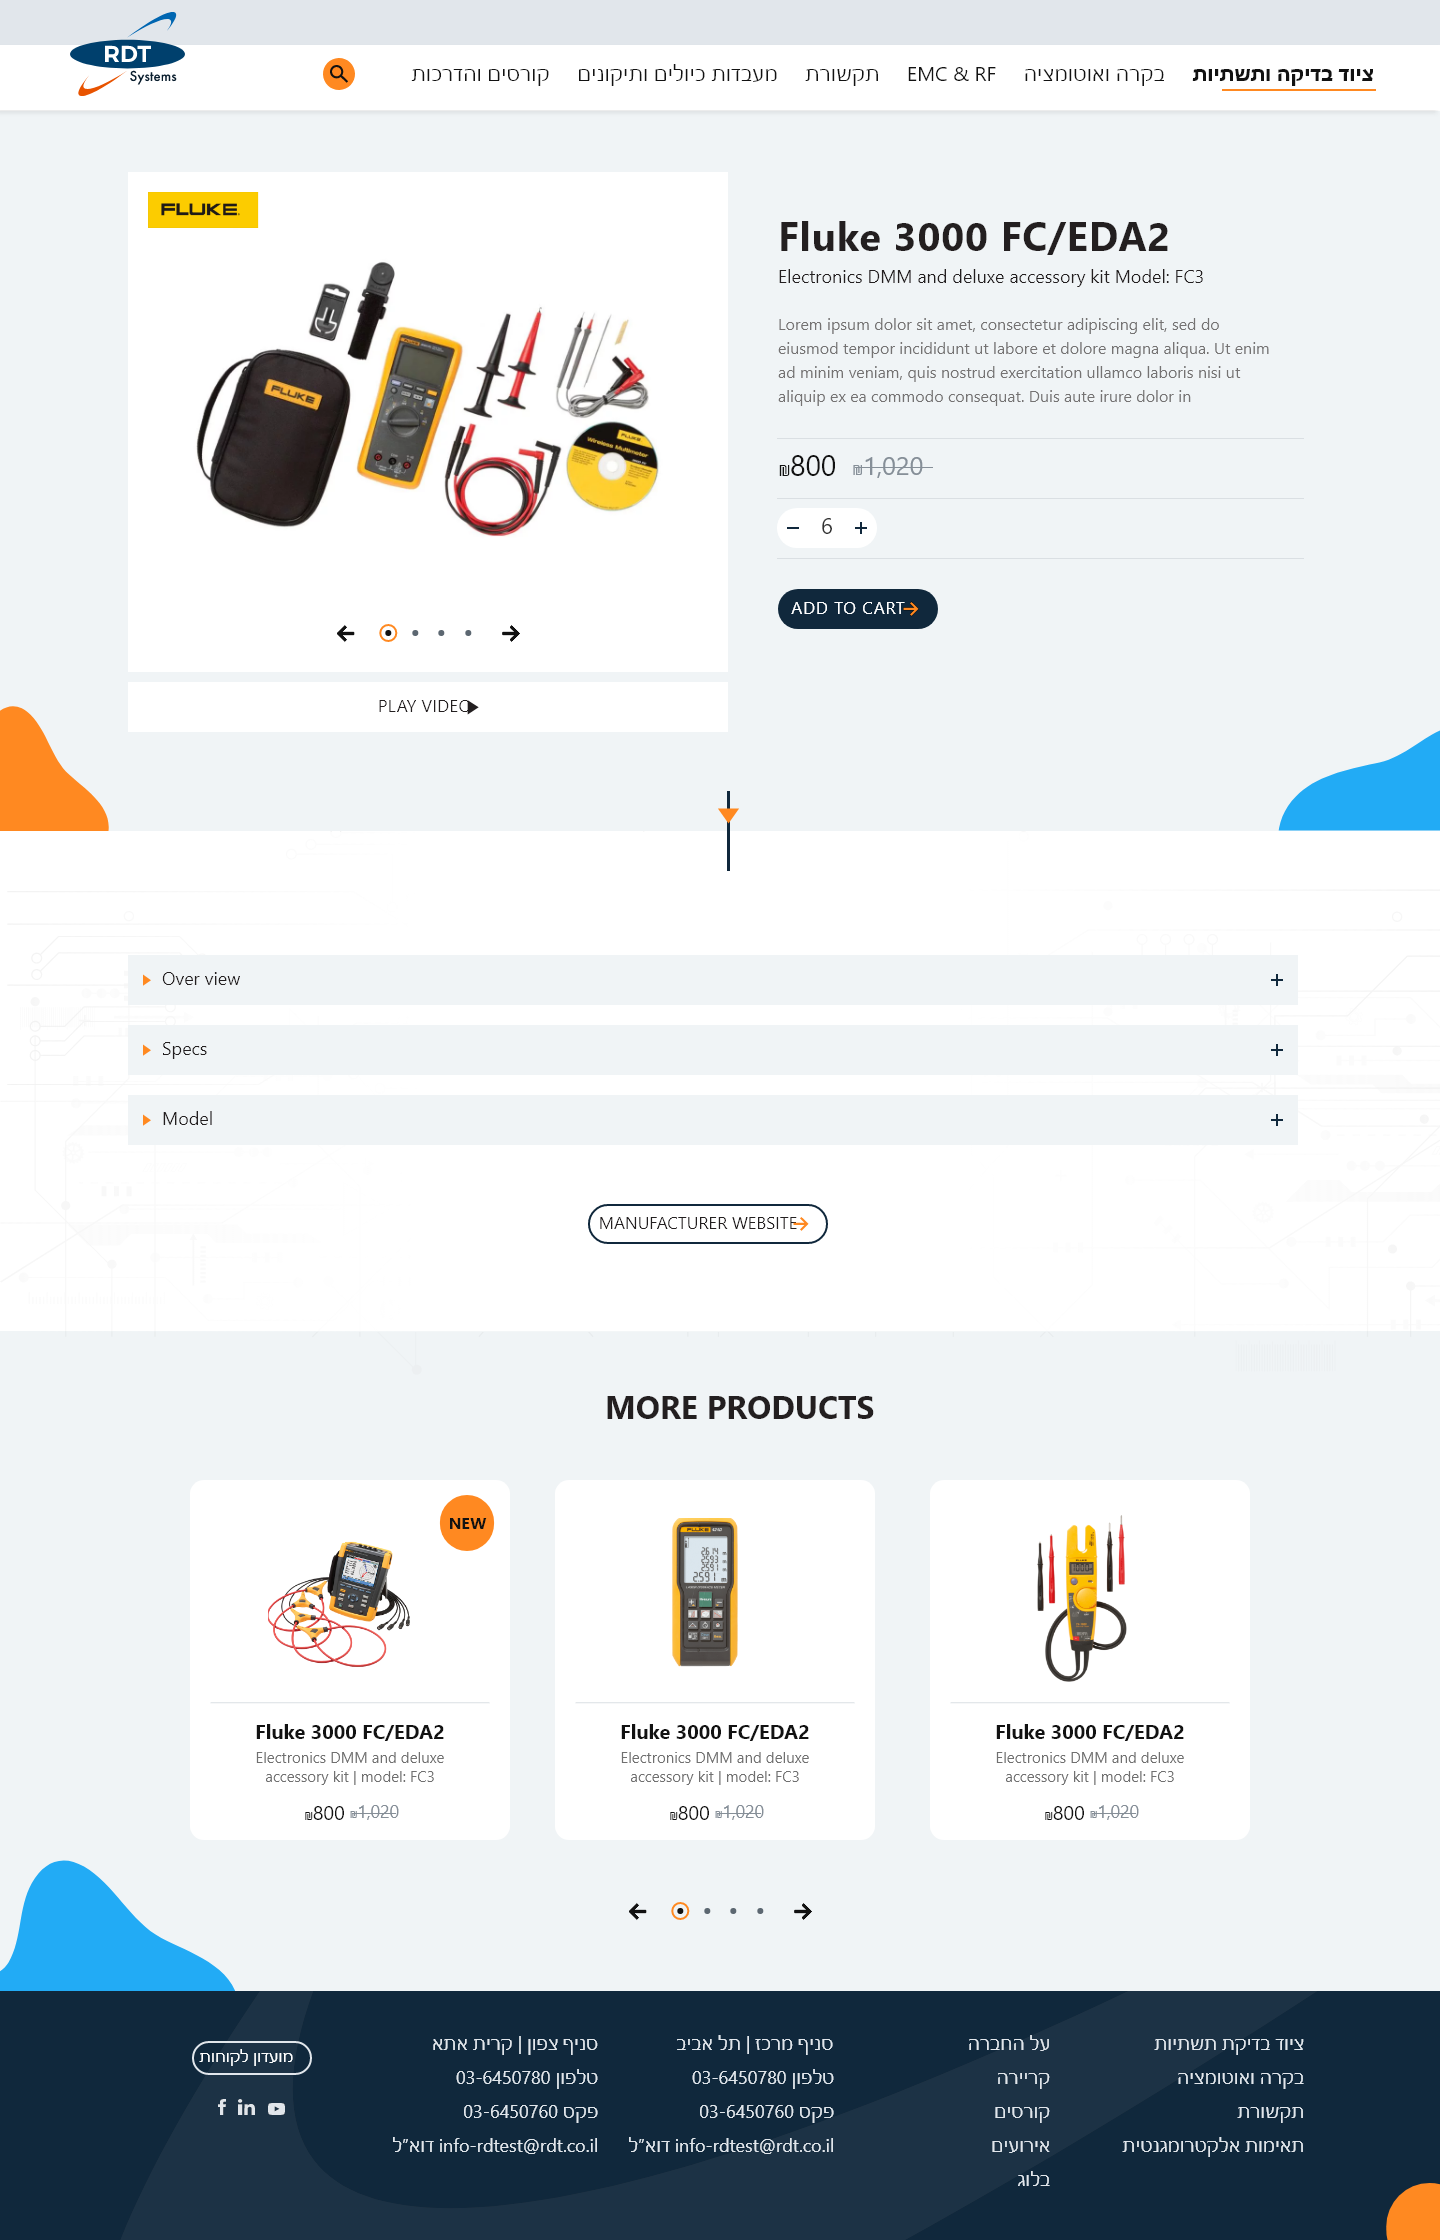 RDT
Systems
ציוד בדיקה ותשתיות
בקרה ואוטומציה
EMC & RF
תקשורת
מעבדות כיולים ותיקונים
קורסים והדרכות
FLUKE
FLUKE
Wireless Multimeter
Fluke 3000 FC/EDA2
Electronics DMM and deluxe accessory kit Model: FC3
Lorem ipsum dolor sit amet, consectetur adipiscing elit, sed do
eiusmod tempor incididunt ut labore et dolore magna aliqua. Ut enim
ad minim veniam, quis nostrud exercitation ullamco laboris nisi ut
aliquip ex ea commodo consequat. Duis aute irure dolor in
₪800 ₪1,020
6
ADD TO CART
PLAY VIDEO
Over view
Specs
Model
MANUFACTURER WEBSITE
MORE PRODUCTS
NEW
Fluke 3000 FC/EDA2
Electronics DMM and deluxe
accessory kit | model: FC3
₪800 ₪1,020
FLUKE
Fluke 3000 FC/EDA2
Electronics DMM and deluxe
accessory kit | model: FC3
₪800 ₪1,020
Fluke 3000 FC/EDA2
Electronics DMM and deluxe
accessory kit | model: FC3
₪800 ₪1,020
ציוד בדיקת תשתיות
בקרה ואוטומציה
תקשורת
תאימות אלקטרומגנטית
על החברה
קריירה
קורסים
אירועים
בלוג
סניף מרכז | תל אביב
טלפון 03-6450780
פקס 03-6450760
דוא"ל info-rdtest@rdt.co.il
סניף צפון | קרית אתא
טלפון 03-6450780
פקס 03-6450760
דוא"ל info-rdtest@rdt.co.il
מועדון לקוחות